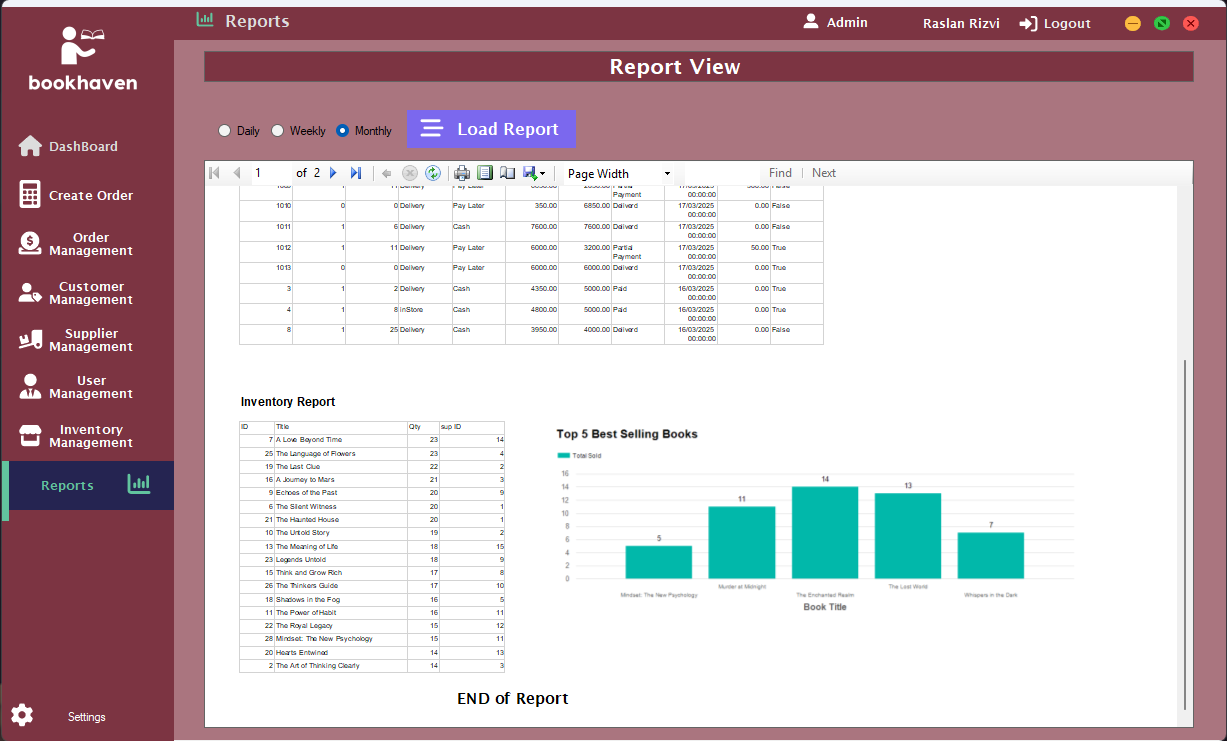 Reports
Admin
Raslan Rizvi
Logout
bookhaven
DashBoard
Create Order
Order
Management
Customer
Management
Supplier
Management
User
Management
Inventory
Management
Reports
Settings
Report View
Daily Weekly Monthly
Load Report
1 of 2 Page Width Find | Next
Payment 00:00:00
1010 0 0 Delivery Pay Later 350.00 6850.00 Deliverd 17/03/2025 0.00 False
00:00:00
1011 1 6 Delivery Cash 7600.00 7600.00 Deliverd 17/03/2025 0.00 False
00:00:00
1012 1 11 Delivery Pay Later 6000.00 3200.00 Partial 17/03/2025 50.00 True
Payment 00:00:00
1013 0 0 Delivery Pay Later 6000.00 6000.00 Deliverd 17/03/2025 0.00 True
00:00:00
3 1 2 Delivery Cash 4350.00 5000.00 Paid 16/03/2025 0.00 True
00:00:00
4 1 8 InStore Cash 4800.00 5000.00 Paid 16/03/2025 0.00 True
00:00:00
8 1 25 Delivery Cash 3950.00 4000.00 Deliverd 16/03/2025 0.00 False
00:00:00
Inventory Report
ID Title Qty sup ID
7 A Love Beyond Time 23 14
25 The Language of Flowers 23 4
19 The Last Clue 22 2
16 A Journey to Mars 21 3
9 Echoes of the Past 20 9
6 The Silent Witness 20 1
21 The Haunted House 20 1
10 The Untold Story 19 2
13 The Meaning of Life 18 15
23 Legends Untold 18 9
15 Think and Grow Rich 17 8
26 The Thinkers Guide 17 10
18 Shadows in the Fog 16 5
11 The Power of Habit 16 11
22 The Royal Legacy 15 12
28 Mindset: The New Psychology 15 11
20 Hearts Entwined 14 13
2 The Art of Thinking Clearly 14 3
Top 5 Best Selling Books
Total Sold
16
14
12
10
8
6
4
2
0
5
11
14
13
7
Mindset: The New Psychology
Murder at Midnight
The Enchanted Realm
The Lost World
Whispers in the Dark
Book Title
END of Report